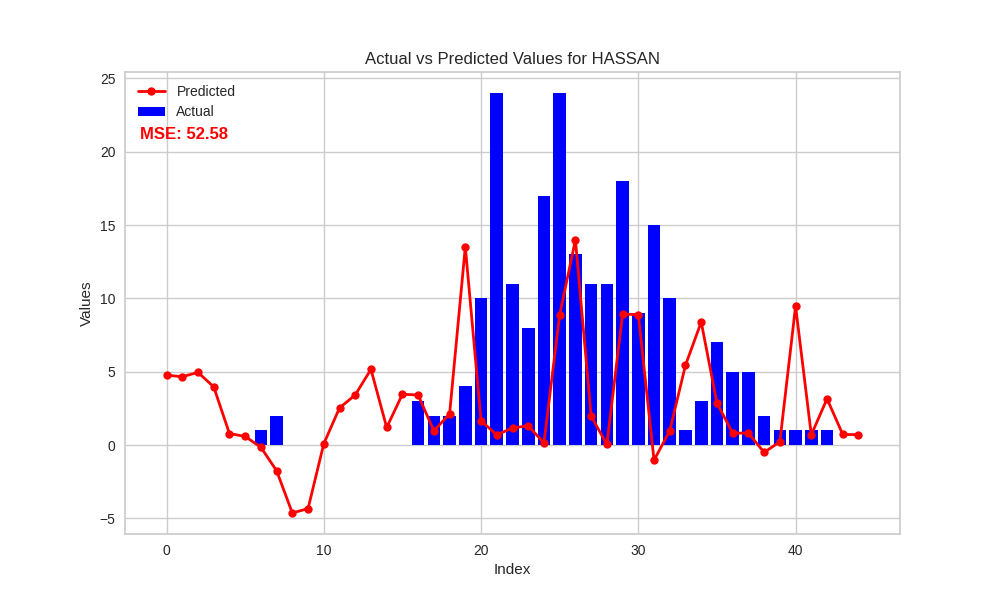 Actual vs Predicted Values for HASSAN
Predicted
Actual
MSE: 52.58
Values
25
20
15
10
5
0
−5
0 10 20 30 40
Index